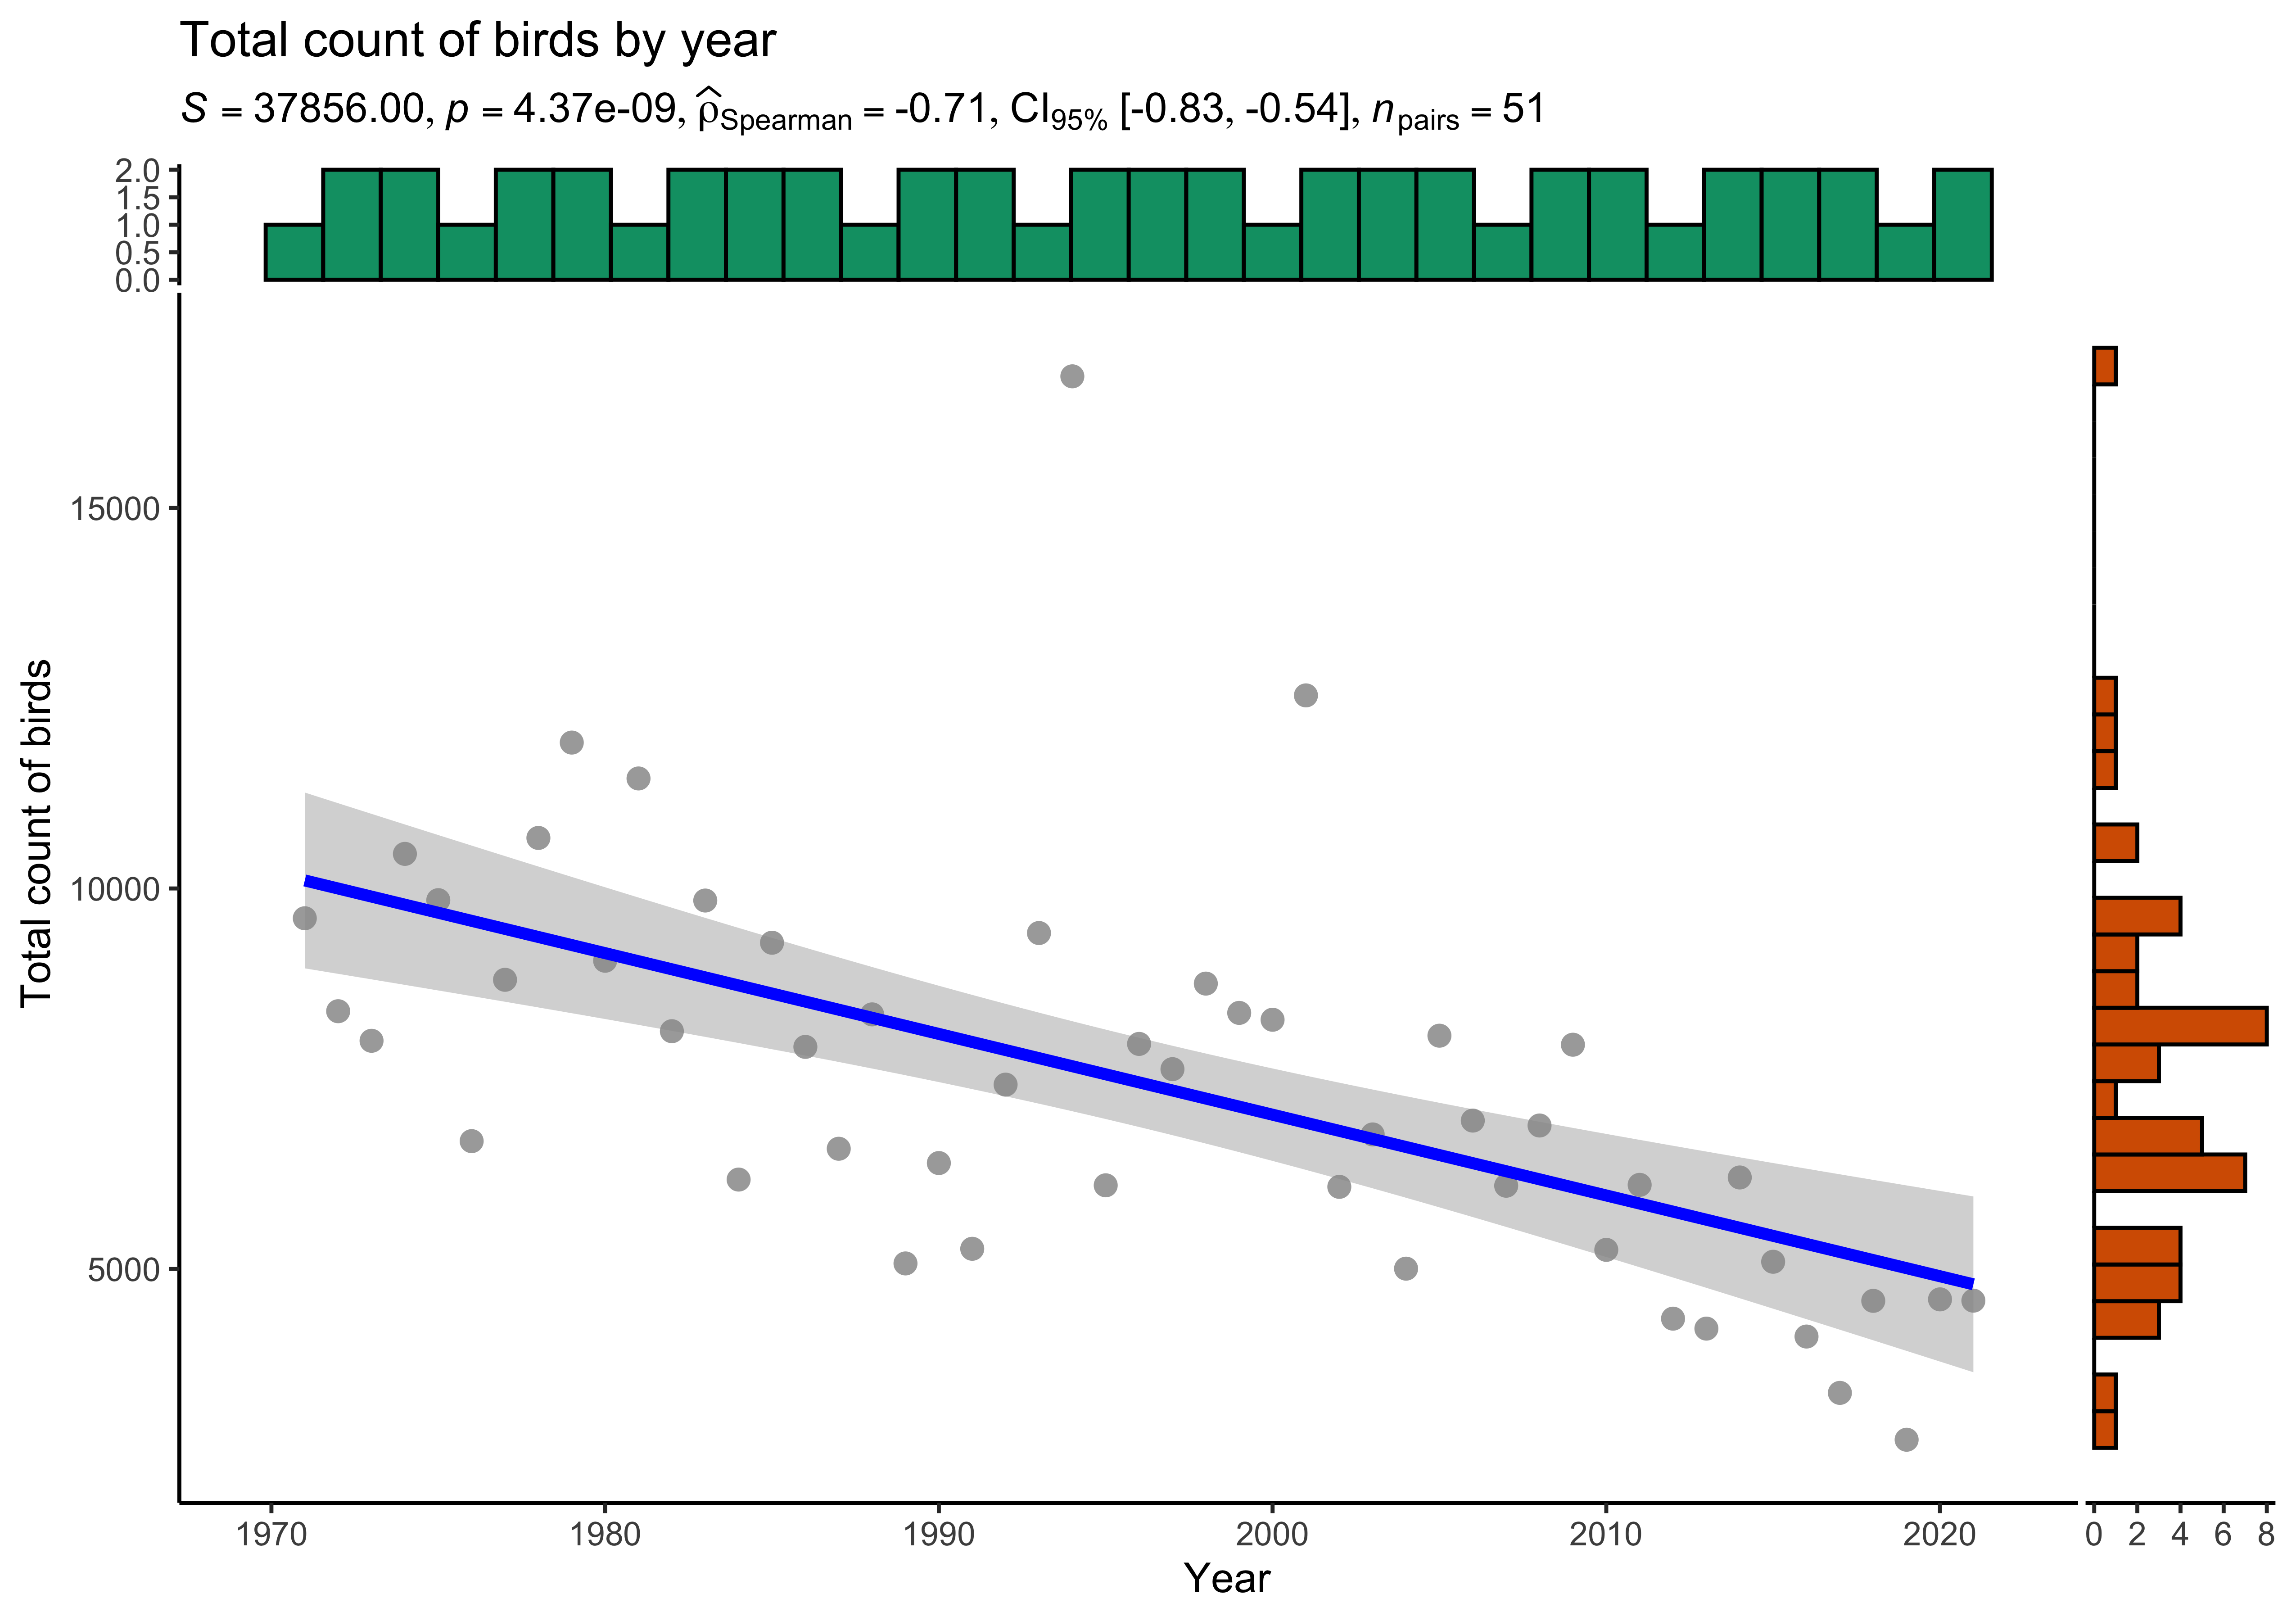 Total count of birds by year
S = 37856.00, p = 4.37e-09, ρ̂Spearman = -0.71, CI95% [-0.83, -0.54], npairs = 51
2.0
1.5
1.0
0.5
0.0
15000
10000
5000
Total count of birds
1970 1980 1990 2000 2010 2020
0 2 4 6 8
Year